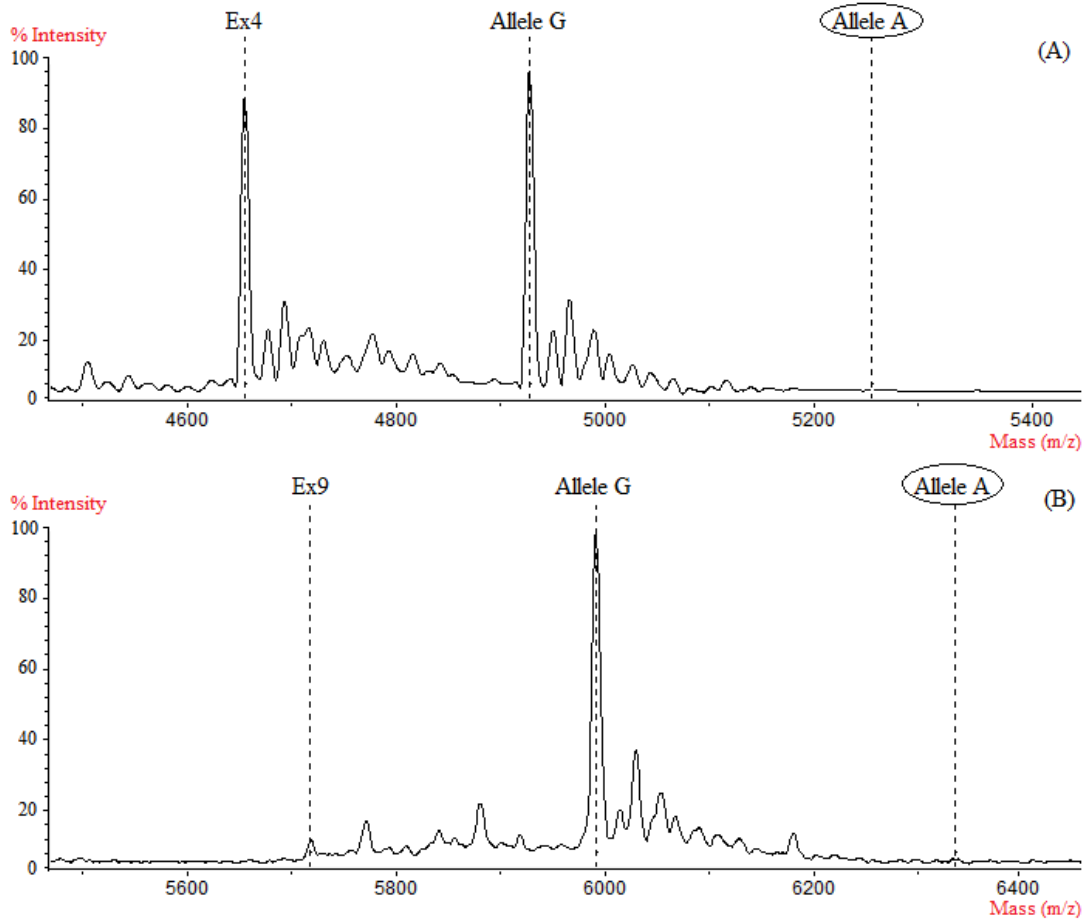 Ex4 Allele G Allele A
% Intensity (A)
100
80
60
40
20
0
4600 4800 5000 5200 5400
Mass (m/z)
Ex9 Allele G Allele A
% Intensity (B)
100
80
60
40
20
0
5600 5800 6000 6200 6400
Mass (m/z)